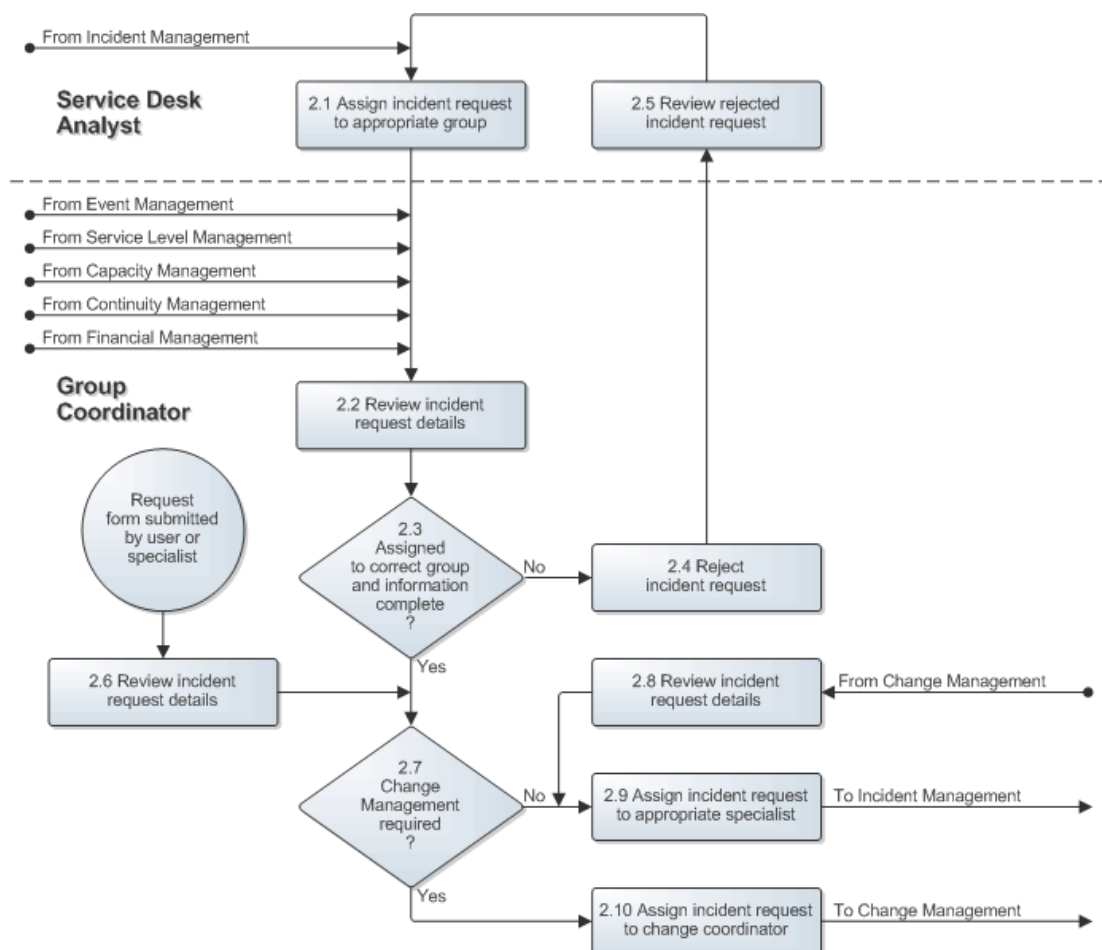 From Incident Management
Service Desk
Analyst
2.1 Assign incident request
to appropriate group
2.5 Review rejected
incident request
From Event Management
From Service Level Management
From Capacity Management
From Continuity Management
From Financial Management
Group
Coordinator
2.2 Review incident
request details
Request
form submitted
by user or
specialist
2.3
Assigned
to correct group
and information
complete
?
No
2.4 Reject
incident request
Yes
2.6 Review incident
request details
2.8 Review incident
request details
From Change Management
2.7
Change
Management
required
?
No
2.9 Assign incident request
to appropriate specialist
To Incident Management
Yes
2.10 Assign incident request
to change coordinator
To Change Management